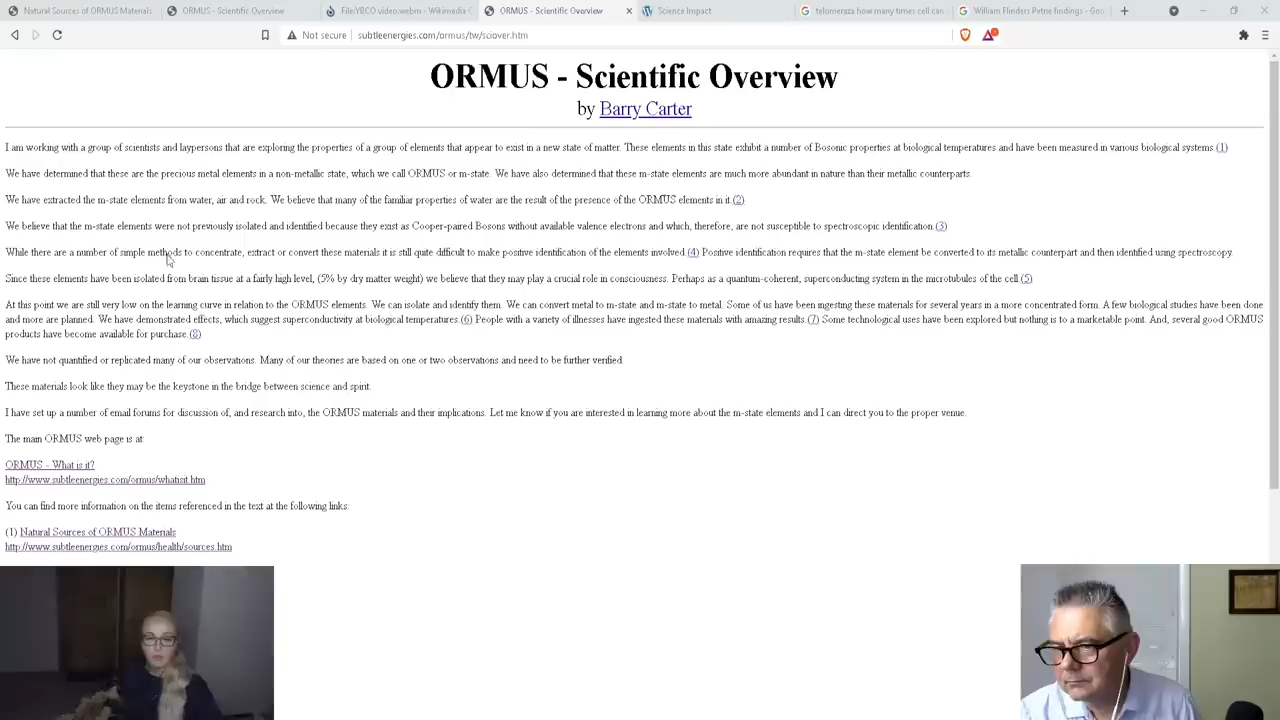 Natural Sources of ORMUS Materials
ORMUS - Scientific Overview
File:YBCO video.webm - Wikimedia C
ORMUS - Scientific Overview
Science Impact
telomeraza how many times cell can
William Flinders Petrie findings - Goo
Not secure | subtleenergies.com/ormus/tw/sciover.htm
ORMUS - Scientific Overview
by Barry Carter
I am working with a group of scientists and laypersons that are exploring the properties of a group of elements that appear to exist in a new state of matter. These elements in this state exhibit a number of Bosonic properties at biological temperatures and have been measured in various biological systems.(1)
We have determined that these are the precious metal elements in a non-metallic state, which we call ORMUS or m-state. We have also determined that these m-state elements are much more abundant in nature than their metallic counterparts.
We have extracted the m-state elements from water, air and rock. We believe that many of the familiar properties of water are the result of the presence of the ORMUS elements in it.(2)
We believe that the m-state elements were not previously isolated and identified because they exist as Cooper-paired Bosons without available valence electrons and which, therefore, are not susceptible to spectroscopic identification.(3)
While there are a number of simple methods to concentrate, extract or convert these materials it is still quite difficult to make positive identification of the elements involved.(4) Positive identification requires that the m-state element be converted to its metallic counterpart and then identified using spectroscopy.
Since these elements have been isolated from brain tissue at a fairly high level, (5% by dry matter weight) we believe that they may play a crucial role in consciousness. Perhaps as a quantum-coherent, superconducting system in the microtubules of the cell.(5)
At this point we are still very low on the learning curve in relation to the ORMUS elements. We can isolate and identify them. We can convert metal to m-state and m-state to metal. Some of us have been ingesting these materials for several years in a more concentrated form. A few biological studies have been done
and more are planned. We have demonstrated effects, which suggest superconductivity at biological temperatures.(6) People with a variety of illnesses have ingested these materials with amazing results.(7) Some technological uses have been explored but nothing is to a marketable point. And, several good ORMUS
products have become available for purchase.(8)
We have not quantified or replicated many of our observations. Many of our theories are based on one or two observations and need to be further verified
These materials look like they may be the keystone in the bridge between science and spirit.
I have set up a number of email forums for discussion of, and research into, the ORMUS materials and their implications. Let me know if you are interested in learning more about the m-state elements and I can direct you to the proper venue.
The main ORMUS web page is at:
ORMUS - What is it?
http://www.subtleenergies.com/ormus/whatisit.htm
You can find more information on the items referenced in the text at the following links:
(1) Natural Sources of ORMUS Materials
http://www.subtleenergies.com/ormus/health/sources.htm